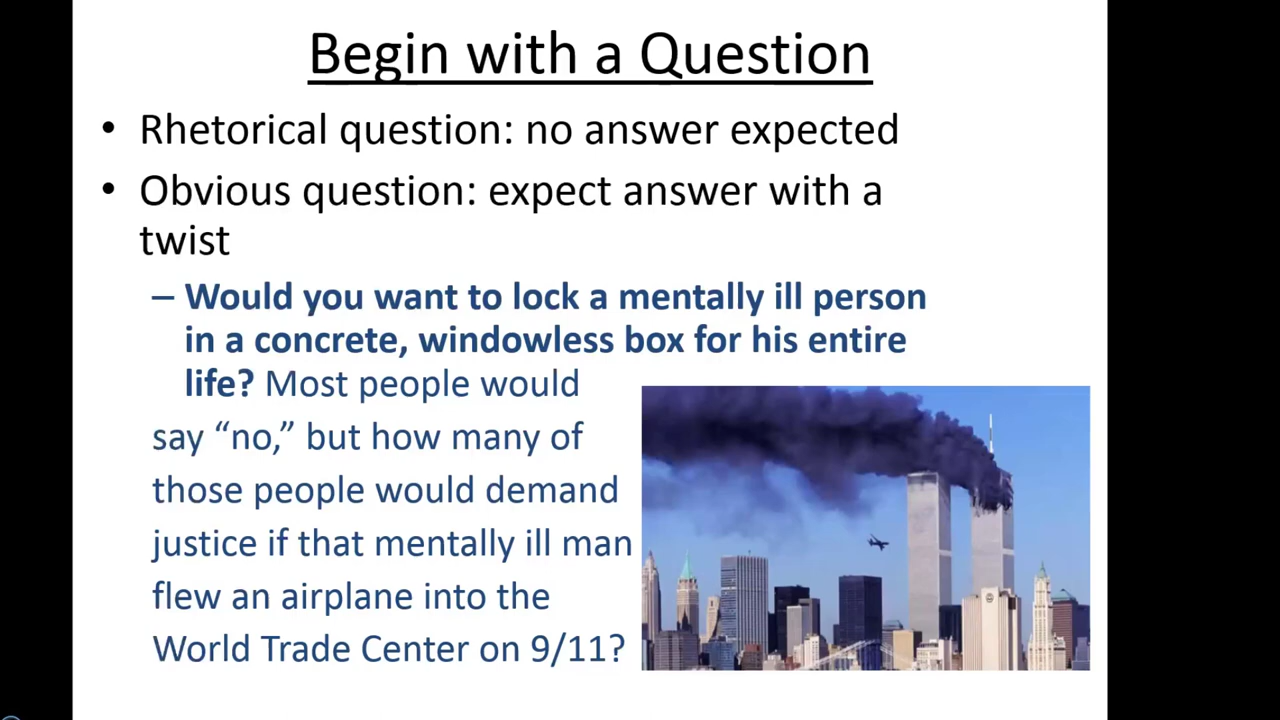 Begin with a Question
• Rhetorical question: no answer expected
• Obvious question: expect answer with a
twist
– Would you want to lock a mentally ill person
in a concrete, windowless box for his entire
life? Most people would
say “no,” but how many of
those people would demand
justice if that mentally ill man
flew an airplane into the
World Trade Center on 9/11?